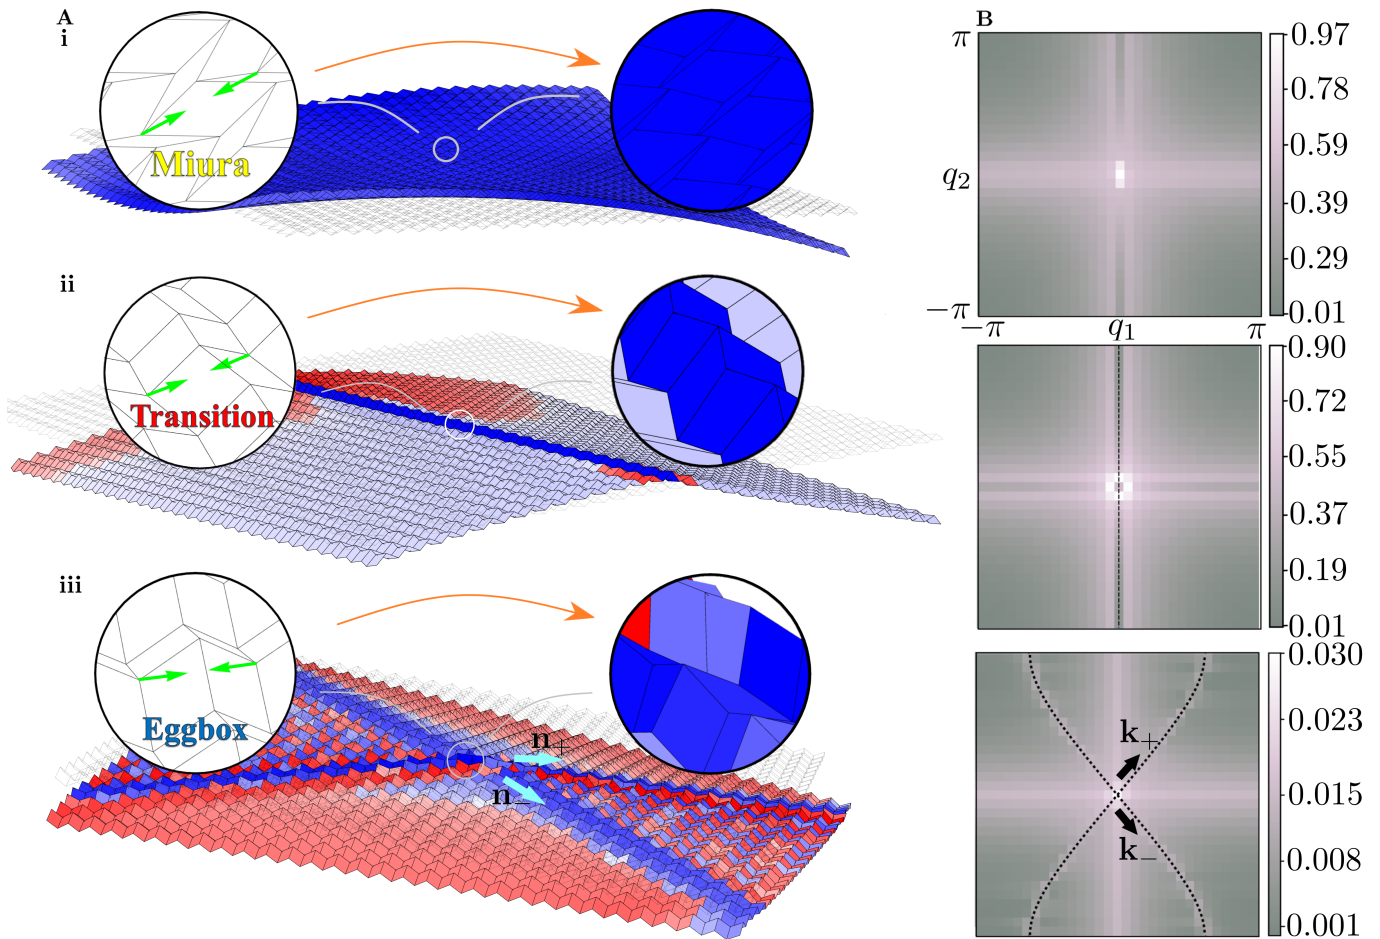 A
i
Miura
ii
Transition
iii
Eggbox
n₊
n₋
B
π
q₂
−π
−π
q₁
π
0.97
0.78
0.59
0.39
0.29
0.01
0.90
0.72
0.55
0.37
0.19
0.01
k₊
k₋
0.030
0.023
0.015
0.008
0.001